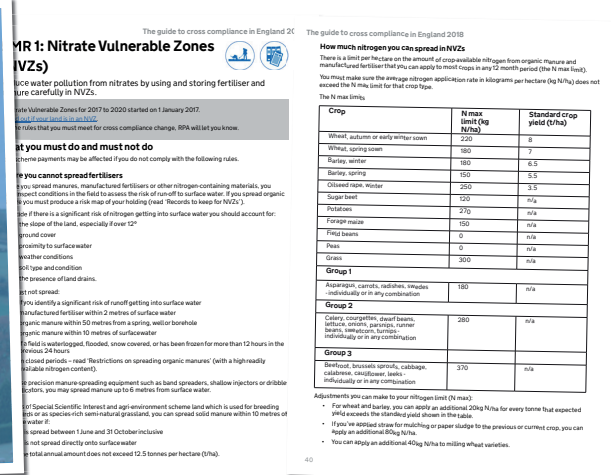 The guide to cross compliance in England 20
MR 1: Nitrate Vulnerable Zones
NVZs)
uce water pollution from nitrates by using and storing fertiliser and
nure carefully in NVZs.
rate Vulnerable Zones for 2017 to 2020 started on 1 January 2017.
nd out if your land is in an NVZ.
he rules that you must meet for cross compliance change. RPA will let you know.
at you must do and must not do
cheme payments may be affected if you do not comply with the following rules.
re you cannot spread fertilisers
e you spread manures, manufactured fertilisers or other nitrogen-containing materials, you
nspect conditions in the field to assess the risk of run-off to surface water. If you spread organic
e you must produce a risk map of your holding (read 'Records to keep for NVZs').
ide if there is a significant risk of nitrogen getting into surface water you should account for:
the slope of the land, especially if over 12°
ground cover
proximity to surface water
weather conditions
soil type and condition
the presence of land drains.
ust not spread:
f you identify a significant risk of runoff getting into surface water
manufactured fertiliser within 2 metres of surface water
organic manure within 50 metres from a spring, well or borehole
organic manure within 10 metres of surface water
f a field is waterlogged, flooded, snow covered, or has been frozen for more than 12 hours in the
previous 24 hours
n closed periods – read 'Restrictions on spreading organic manures' (with a high readily
vailable nitrogen content).
e precision manure-spreading equipment such as band spreaders, shallow injectors or dribble
ectors, you may spread manure up to 6 metres from surface water.
s of Special Scientific Interest and agri-environment scheme land which is used for breeding
rds or as species-rich semi-natural grassland, you can spread solid manure within 10 metres of
e water if:
s spread between 1 June and 31 October inclusive
s not spread directly onto surface water
he total annual amount does not exceed 12.5 tonnes per hectare (t/ha).
The guide to cross compliance in England 2018
How much nitrogen you can spread in NVZs
There is a limit per hectare on the amount of crop-available nitrogen from organic manure and
manufactured fertiliser that you can apply to most crops in any 12 month period (the N max limit).
You must make sure the average nitrogen application rate in kilograms per hectare (kg N/ha) does not
exceed the N max limit for that crop type.
The N max limits
Crop N max limit (kg N/ha) Standard crop yield (t/ha)
Wheat, autumn or early winter sown 220 8
Wheat, spring sown 180 7
Barley, winter 180 6.5
Barley, spring 150 5.5
Oilseed rape, winter 250 3.5
Sugar beet 120 n/a
Potatoes 270 n/a
Forage maize 150 n/a
Field beans 0 n/a
Peas 0 n/a
Grass 300 n/a
Group 1
Asparagus, carrots, radishes, swedes 180 n/a
- individually or in any combination
Group 2
Celery, courgettes, dwarf beans, 280 n/a
lettuce, onions, parsnips, runner
beans, sweetcorn, turnips -
individually or in any combination
Group 3
Beetroot, brussels sprouts, cabbage, 370 n/a
calabrese, cauliflower, leeks -
individually or in any combination
Adjustments you can make to your nitrogen limit (N max):
• For wheat and barley, you can apply an additional 20kg N/ha for every tonne that expected
yield exceeds the standard yield shown in the table.
• If you've applied straw for mulching or paper sludge to the previous or current crop, you can
apply an additional 80kg N/ha.
• You can apply an additional 40kg N/ha to milling wheat varieties.
40